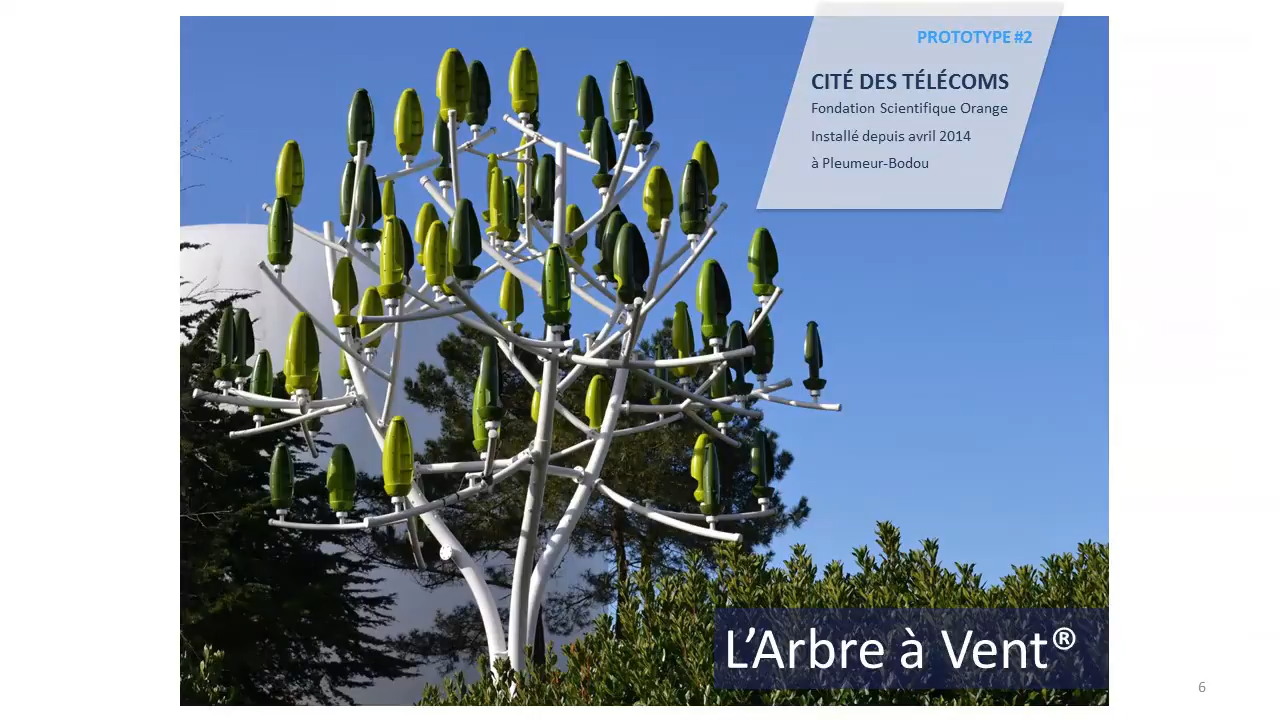 PROTOTYPE #2
CITÉ DES TÉLÉCOMS
Fondation Scientifique Orange
Installé depuis avril 2014
à Pleumeur-Bodou
L’Arbre à Vent®
6